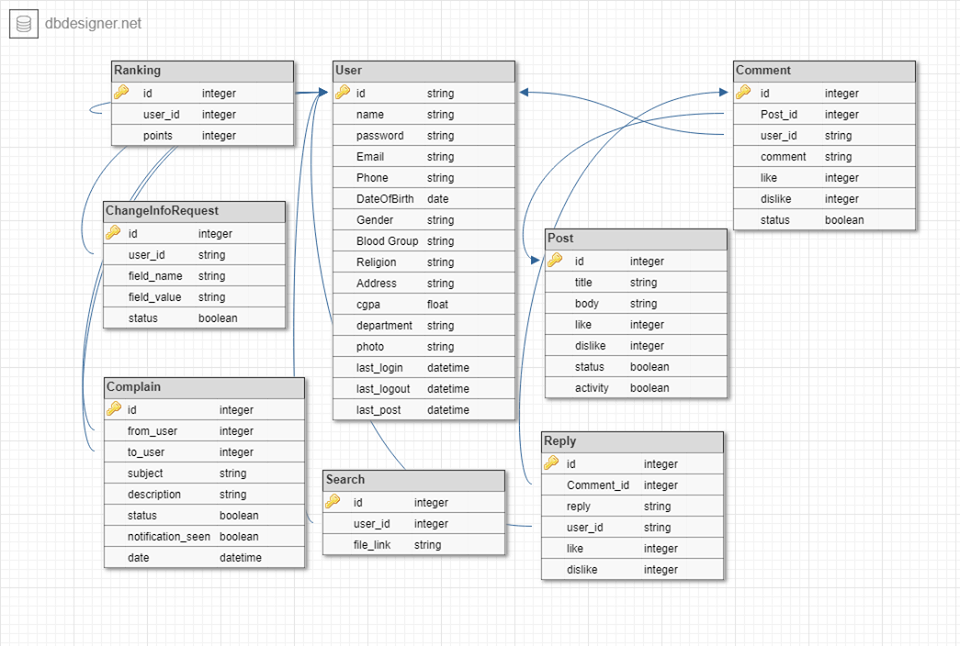 dbdesigner.net
Ranking
id integer
user_id integer
points integer
ChangeInfoRequest
id integer
user_id string
field_name string
field_value string
status boolean
Complain
id integer
from_user integer
to_user integer
subject string
description string
status boolean
notification_seen boolean
date datetime
User
id string
name string
password string
Email string
Phone string
DateOfBirth date
Gender string
Blood Group string
Religion string
Address string
cgpa float
department string
photo string
last_login datetime
last_logout datetime
last_post datetime
Search
id integer
user_id integer
file_link string
Comment
id integer
Post_id integer
user_id string
comment string
like integer
dislike integer
status boolean
Post
id integer
title string
body string
like integer
dislike integer
status boolean
activity boolean
Reply
id integer
Comment_id integer
reply string
user_id string
like integer
dislike integer